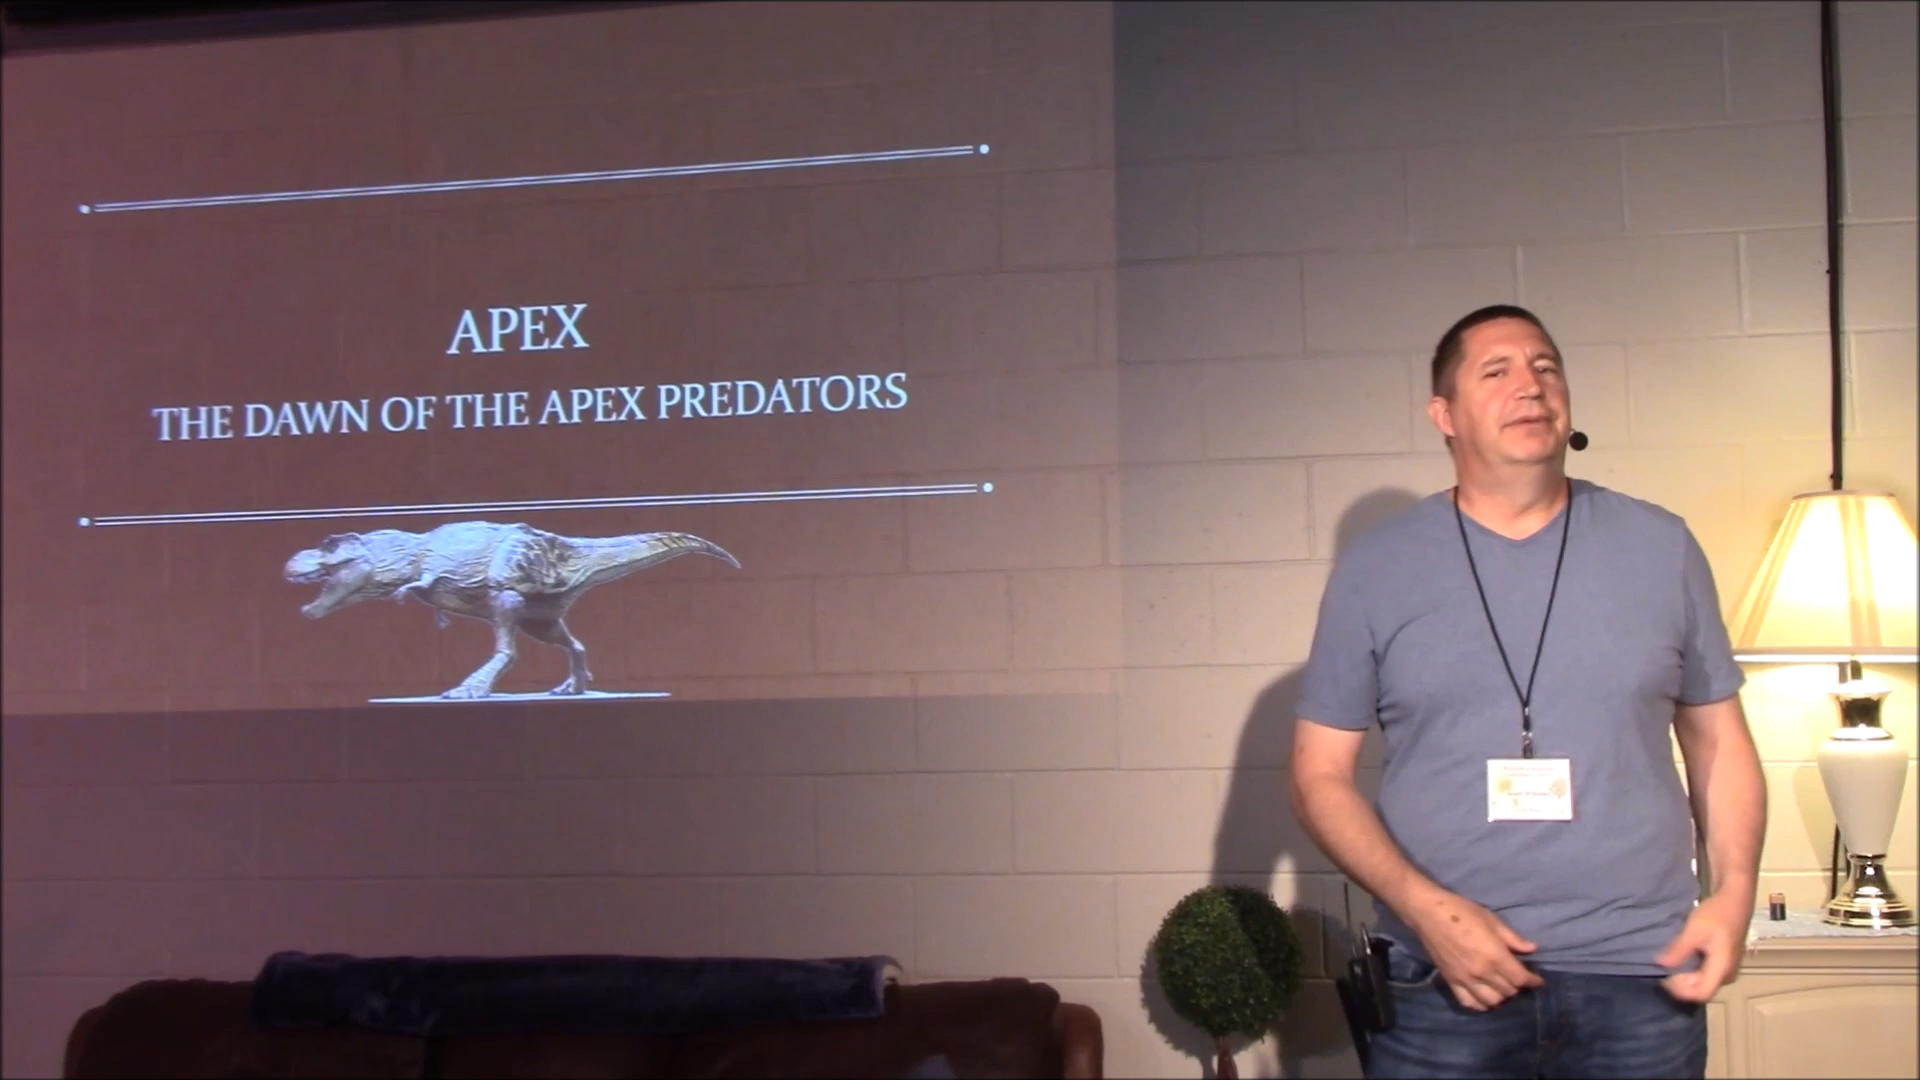 APEX
THE DAWN OF THE APEX PREDATORS